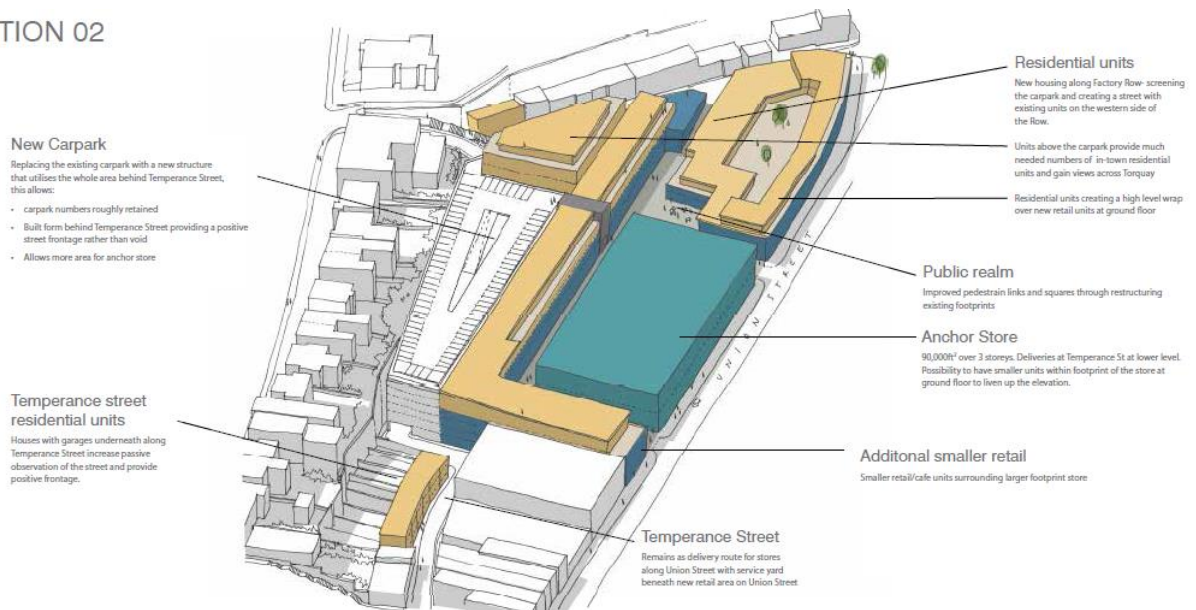 TION 02
New Carpark
Replacing the existing carpark with a new structure
that utilises the whole area behind Temperance Street,
this allows:
• carpark numbers roughly retained
• Built form behind Temperance Street providing a positive
street frontage rather than void
• Allows more area for anchor store
Temperance street
residential units
Houses with garages underneath along
Temperance Street increase passive
observation of the street and provide
positive frontage.
Residential units
New housing along Factory Row- screening
the carpark and creating a street with
existing units on the western side of
the Row.
Units above the carpark provide much
needed numbers of in-town residential
units and gain views across Torquay
Residential units creating a high level wrap
over new retail units at ground floor
Public realm
Improved pedestrain links and squares through restructuring
existing footprints
Anchor Store
90,000ft² over 3 storeys. Deliveries at Temperance St at lower level.
Possibility to have smaller units within footprint of the store at
ground floor to liven up the elevation.
Additonal smaller retail
Smaller retail/cafe units surrounding larger footprint store
Temperance Street
Remains as delivery route for stores
along Union Street with service yard
beneath new retail area on Union Street
UNION STREET